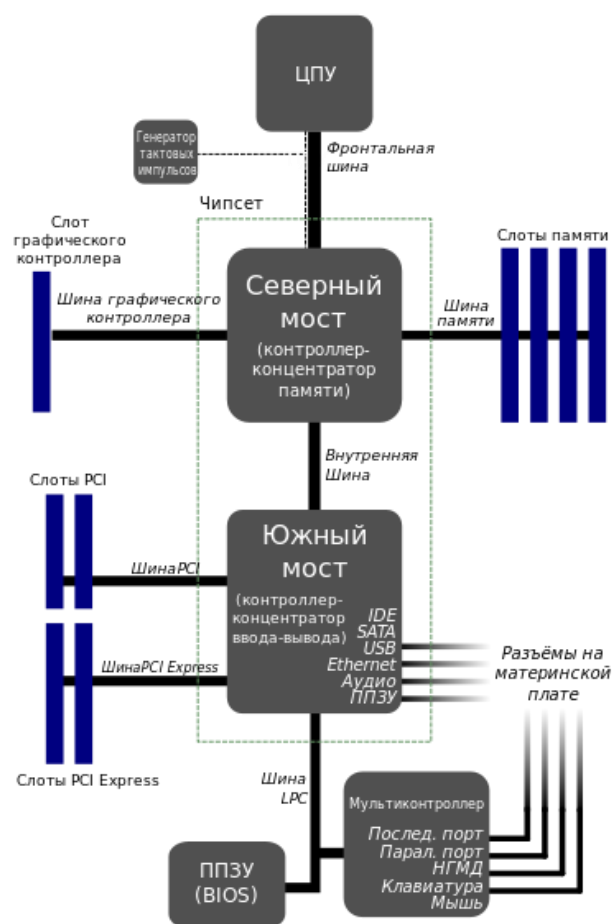 ЦПУ
Генератор
тактовых
импульсов
Фронтальная
шина
Чипсет
Слот
графического
контроллера
Слоты памяти
Шина графического
контроллера
Северный
мост
(контроллер-
концентратор
памяти)
Шина
памяти
Внутренняя
Шина
Слоты PCI
ШинаPCI
Южный
мост
(контроллер-
концентратор
ввода-вывода)
IDE
SATA
USB
Ethernet
Аудио
ППЗУ
Разъёмы на
материнской
плате
ШинаPCI Express
Слоты PCI Express
Шина
LPC
Мультиконтроллер
Послед. порт
Парал. порт
НГМД
Клавиатура
Мышь
ППЗУ
(BIOS)